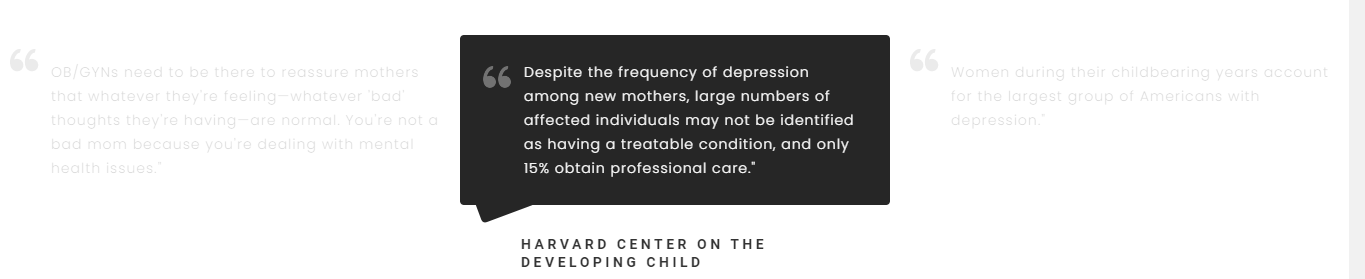 OB/GYNs need to be there to reassure mothers
that whatever they're feeling—whatever 'bad'
thoughts they're having—are normal. You're not a
bad mom because you're dealing with mental
health issues."
Despite the frequency of depression
among new mothers, large numbers of
affected individuals may not be identified
as having a treatable condition, and only
15% obtain professional care."
HARVARD CENTER ON THE
DEVELOPING CHILD
Women during their childbearing years account
for the largest group of Americans with
depression."